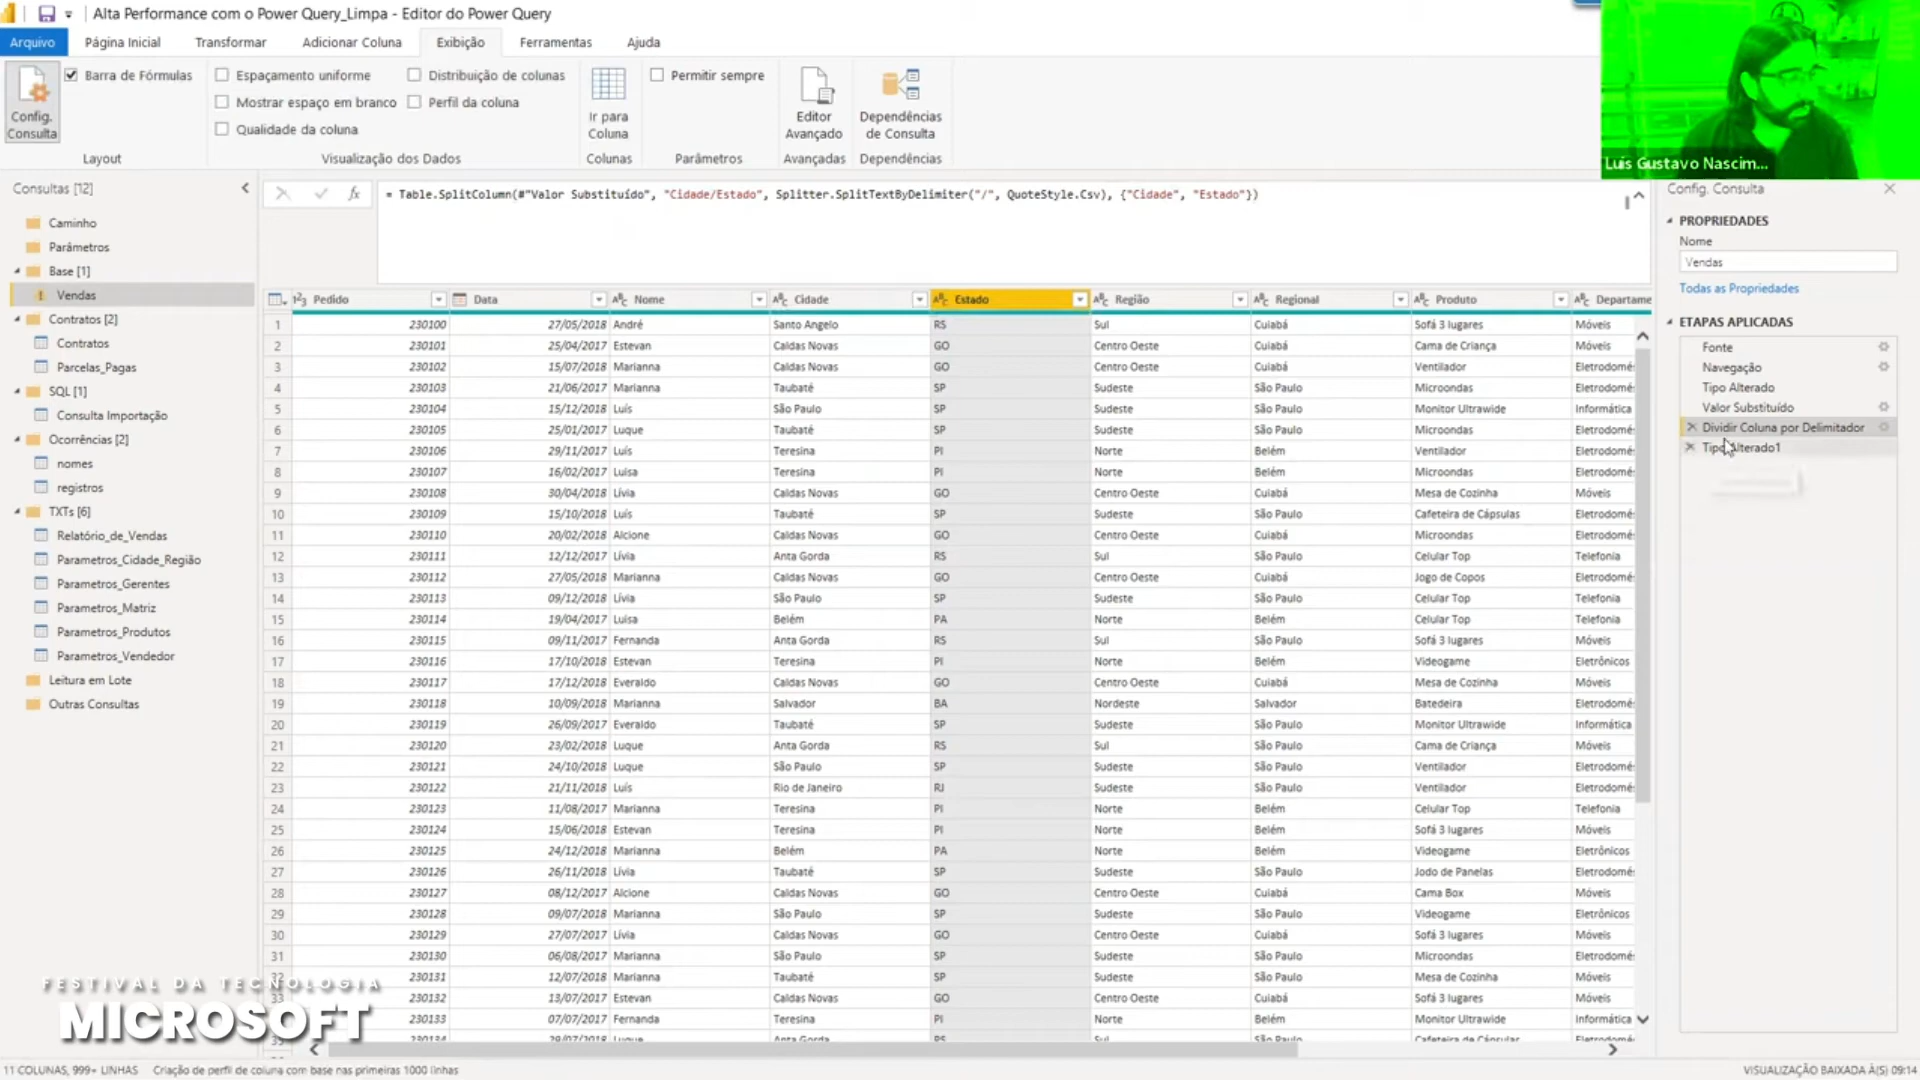 Alta Performance com o Power Query_Limpa - Editor do Power Query
Arquivo Página Inicial Transformar Adicionar Coluna Exibição Ferramentas Ajuda
Config. Consulta
Barra de Fórmulas
Layout
Espaçamento uniforme
Mostrar espaço em branco
Qualidade da coluna
Distribuição de colunas
Perfil da coluna
Visualização dos Dados
Ir para Coluna
Colunas
Permitir sempre
Parâmetros
Editor Avançado
Avançadas
Dependências de Consulta
Dependências
Luís Gustavo Nascim...
Consultas [12]
Caminho
Parâmetros
Base [1]
Vendas
Contratos [2]
Contratos
Parcelas_Pagas
SQL [1]
Consulta Importação
Ocorrências [2]
nomes
registros
TXTs [6]
Relatório_de_Vendas
Parametros_Cidade_Região
Parametros_Gerentes
Parametros_Matriz
Parametros_Produtos
Parametros_Vendedor
Leitura em Lote
Outras Consultas
= Table.SplitColumn(#"Valor Substituído", "Cidade/Estado", Splitter.SplitTextByDelimiter("/", QuoteStyle.Csv), {"Cidade", "Estado"})
Pedido Data Nome Cidade Estado Região Regional Produto Departame
1 230100 27/05/2018 André Santo Angelo RS Sul Cuiabá Sofá 3 lugares Móveis
2 230101 25/04/2017 Estevan Caldas Novas GO Centro Oeste Cuiabá Cama de Criança Móveis
3 230102 15/07/2018 Marianna Caldas Novas GO Centro Oeste Cuiabá Ventilador Eletrodomé
4 230103 21/06/2017 Marianna Taubaté SP Sudeste São Paulo Microondas Eletrodomé
5 230104 15/12/2018 Luís São Paulo SP Sudeste São Paulo Monitor Ultrawide Informática
6 230105 25/01/2017 Luque Taubaté SP Sudeste São Paulo Microondas Eletrodomé
7 230106 29/11/2017 Luís Teresina PI Norte Belém Ventilador Eletrodomé
8 230107 16/02/2017 Luisa Teresina PI Norte Belém Microondas Eletrodomé
9 230108 30/04/2018 Lívia Caldas Novas GO Centro Oeste Cuiabá Mesa de Cozinha Móveis
10 230109 15/10/2018 Luís Taubaté SP Sudeste São Paulo Cafeteira de Cápsulas Eletrodomé
11 230110 20/02/2018 Alcione Caldas Novas GO Centro Oeste Cuiabá Microondas Eletrodomé
12 230111 12/12/2017 Lívia Anta Gorda RS Sul São Paulo Celular Top Telefonia
13 230112 27/05/2018 Marianna Caldas Novas GO Centro Oeste Cuiabá Jogo de Copos Eletrodomé
14 230113 09/12/2018 Lívia São Paulo SP Sudeste São Paulo Celular Top Telefonia
15 230114 19/04/2017 Luisa Belém PA Norte Belém Celular Top Telefonia
16 230115 09/11/2017 Fernanda Anta Gorda RS Sul São Paulo Sofá 3 lugares Móveis
17 230116 17/10/2018 Estevan Teresina PI Norte Belém Videogame Eletrônicos
18 230117 17/12/2018 Everaldo Caldas Novas GO Centro Oeste Cuiabá Mesa de Cozinha Móveis
19 230118 10/09/2018 Marianna Salvador BA Nordeste Salvador Batedeira Eletrodomé
20 230119 26/09/2017 Everaldo Taubaté SP Sudeste São Paulo Monitor Ultrawide Informática
21 230120 23/02/2018 Luque Anta Gorda RS Sul São Paulo Cama de Criança Móveis
22 230121 24/10/2018 Luque São Paulo SP Sudeste São Paulo Ventilador Eletrodomé
23 230122 21/11/2018 Luís Rio de Janeiro RJ Sudeste São Paulo Ventilador Eletrodomé
24 230123 11/08/2017 Marianna Teresina PI Norte Belém Celular Top Telefonia
25 230124 15/06/2018 Estevan Teresina PI Norte Belém Sofá 3 lugares Móveis
26 230125 24/12/2018 Marianna Belém PA Norte Belém Videogame Eletrônicos
27 230126 26/11/2018 Lívia Taubaté SP Sudeste São Paulo Jodo de Panelas Eletrodomé
28 230127 08/12/2017 Alcione Caldas Novas GO Centro Oeste Cuiabá Cama Box Móveis
29 230128 09/07/2018 Marianna São Paulo SP Sudeste São Paulo Videogame Eletrônicos
30 230129 27/07/2017 Lívia Caldas Novas GO Centro Oeste Cuiabá Sofá 3 lugares Móveis
31 230130 06/08/2017 Marianna São Paulo SP Sudeste São Paulo Microondas Eletrodomé
32 230131 12/07/2018 Marianna Taubaté SP Sudeste São Paulo Mesa de Cozinha Móveis
33 230132 13/07/2017 Estevan Caldas Novas GO Centro Oeste Cuiabá Sofá 3 lugares Móveis
230133 07/07/2017 Fernanda Teresina PI Norte Belém Monitor Ultrawide Informática
Config. Consulta
PROPRIEDADES
Nome
Vendas
Todas as Propriedades
ETAPAS APLICADAS
Fonte
Navegação
Tipo Alterado
Valor Substituído
Dividir Coluna por Delimitador
Tipo Alterado1
FESTIVAL DA TECNOLOGIA
MICROSOFT
11 COLUNAS, 999+ LINHAS Criação de perfil de coluna com base nas primeiras 1000 linhas
VISUALIZAÇÃO BAIXADA À(S) 09:14